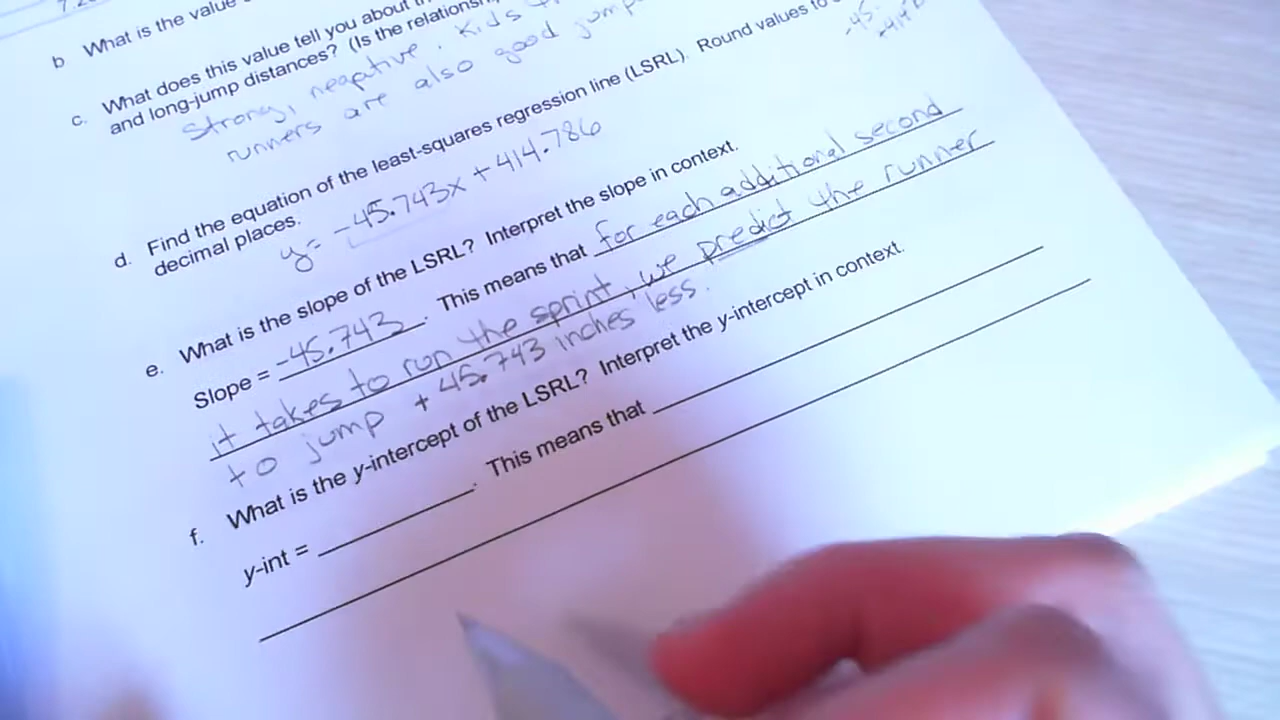 b What is the value
c. What does this value tell you about
and long-jump distances? (Is the relationship
Strong, negative. Kids
runners are also good jump
d. Find the equation of the least-squares regression line (LSRL). Round values to
decimal places.
y = -45.743x + 414.786
e. What is the slope of the LSRL? Interpret the slope in context.
Slope = -45.743. This means that for each additional second
it takes to run the sprint, we predict the runner
to jump + 45.743 inches less.
f. What is the y-intercept of the LSRL? Interpret the y-intercept in context.
y-int = ________. This means that ________